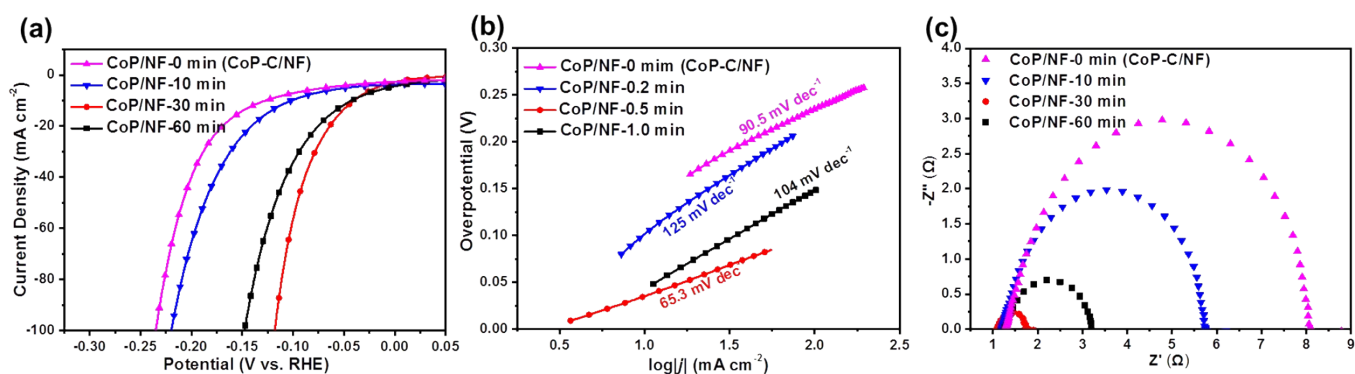 (a)
CoP/NF-0 min (CoP-C/NF)
CoP/NF-10 min
CoP/NF-30 min
CoP/NF-60 min
0
-20
-40
-60
-80
-100
Current Density (mA cm-2)
-0.30
-0.25
-0.20
-0.15
-0.10
-0.05
0.00
0.05
Potential (V vs. RHE)
(b)
CoP/NF-0 mim (CoP-C/NF)
CoP/NF-0.2 min
CoP/NF-0.5 min
CoP/NF-1.0 min
90.5 mV dec-1
125 mV dec-1
104 mV dec-1
65.3 mV dec-1
0.30
0.25
0.20
0.15
0.10
0.05
0.00
Overpotential (V)
0.0
0.5
1.0
1.5
2.0
2.5
log|j| (mA cm-2)
(c)
CoP/NF-0 min (CoP-C/NF)
CoP/NF-10 min
CoP/NF-30 min
CoP/NF-60 min
4.0
3.5
3.0
2.5
2.0
1.5
1.0
0.5
0.0
-Z'' (Ω)
1
2
3
4
5
6
7
8
9
Z' (Ω)